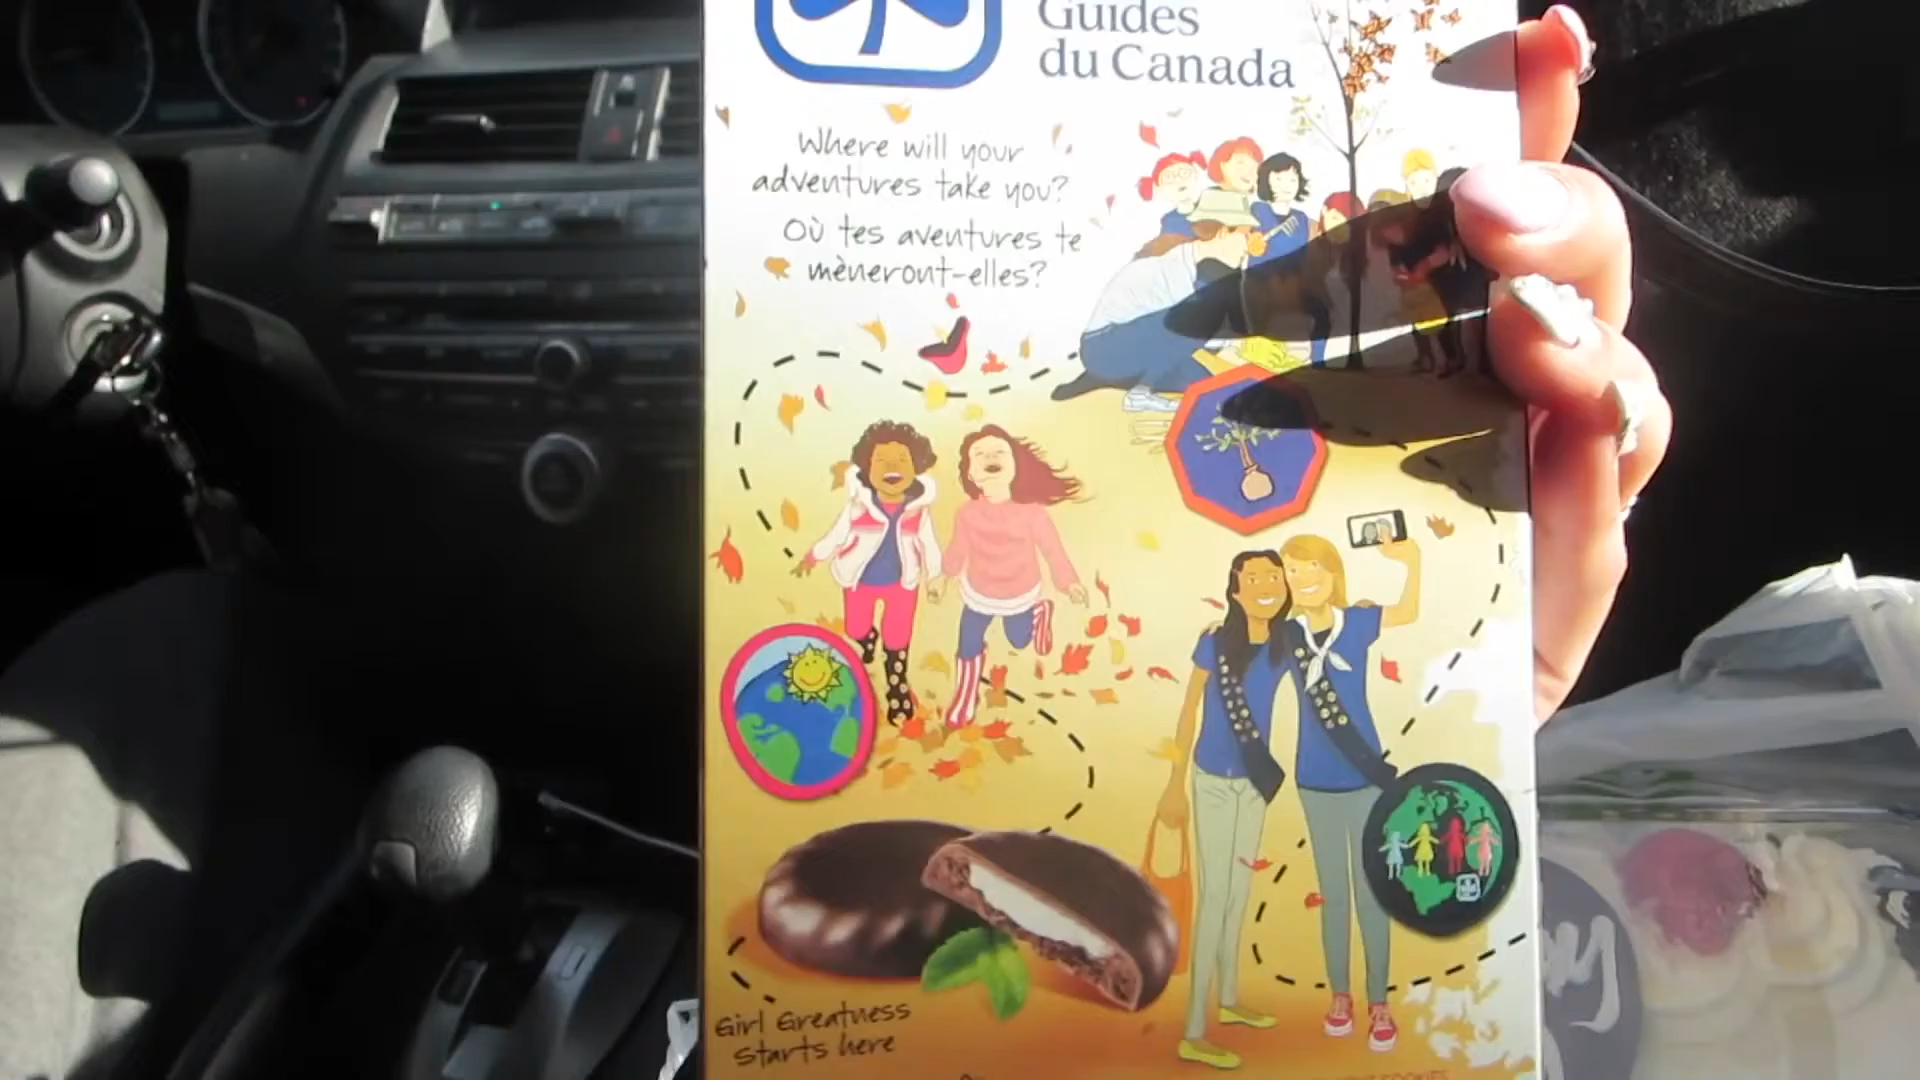 Guides
du Canada
Where will your
adventures take you?
Où tes aventures te
mèneront-elles?
Girl Greatness
Starts here